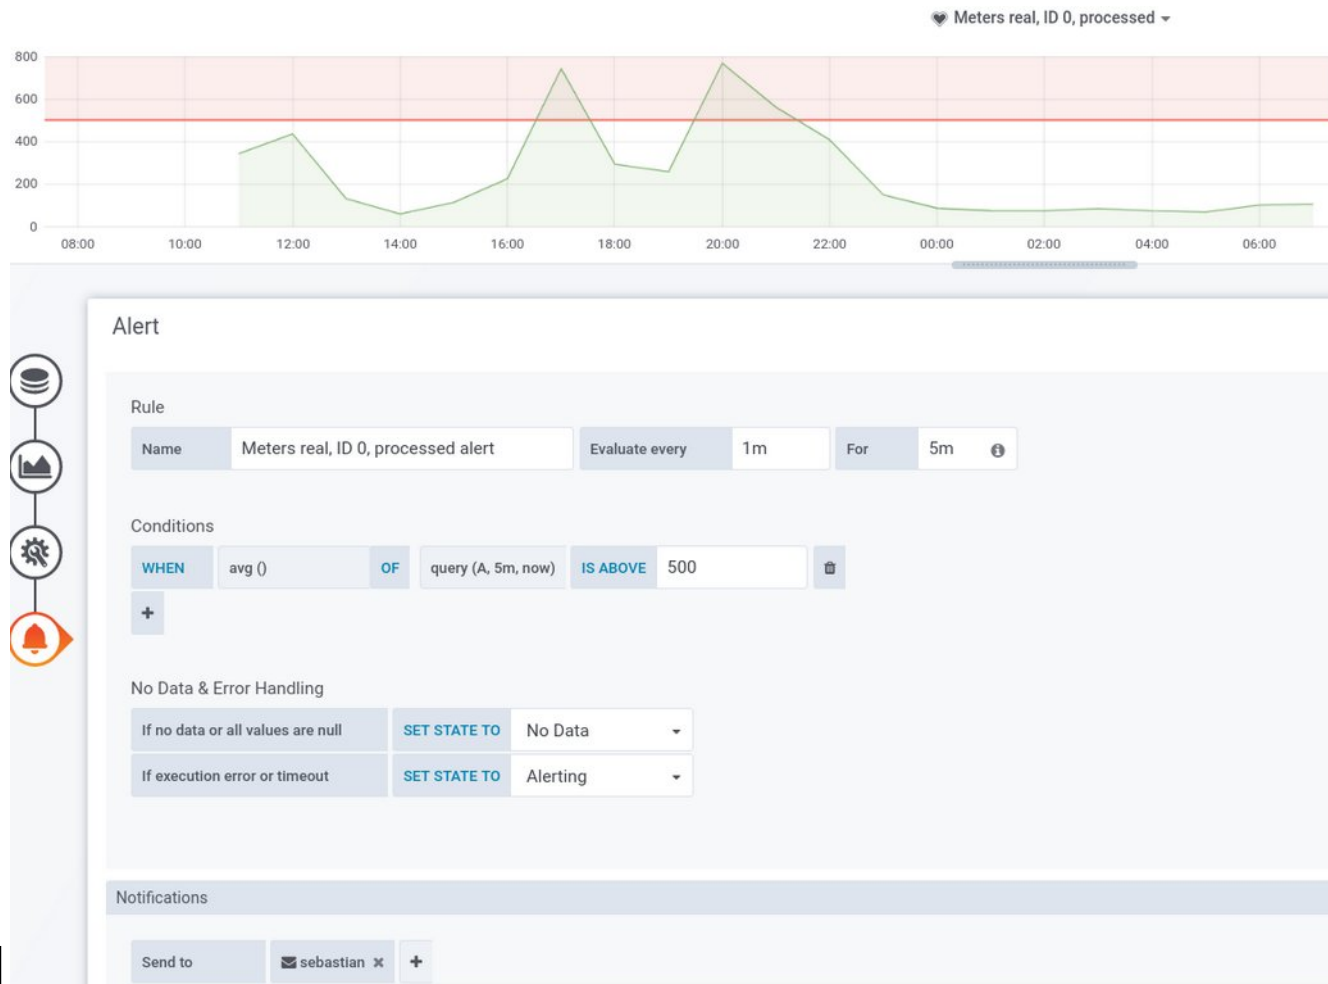 Meters real, ID 0, processed
800
600
400
200
0
08:00 10:00 12:00 14:00 16:00 18:00 20:00 22:00 00:00 02:00 04:00 06:00
Alert
Rule
Name Meters real, ID 0, processed alert Evaluate every 1m For 5m
Conditions
WHEN avg () OF query (A, 5m, now) IS ABOVE 500
+
No Data & Error Handling
If no data or all values are null SET STATE TO No Data
If execution error or timeout SET STATE TO Alerting
Notifications
Send to sebastian × +